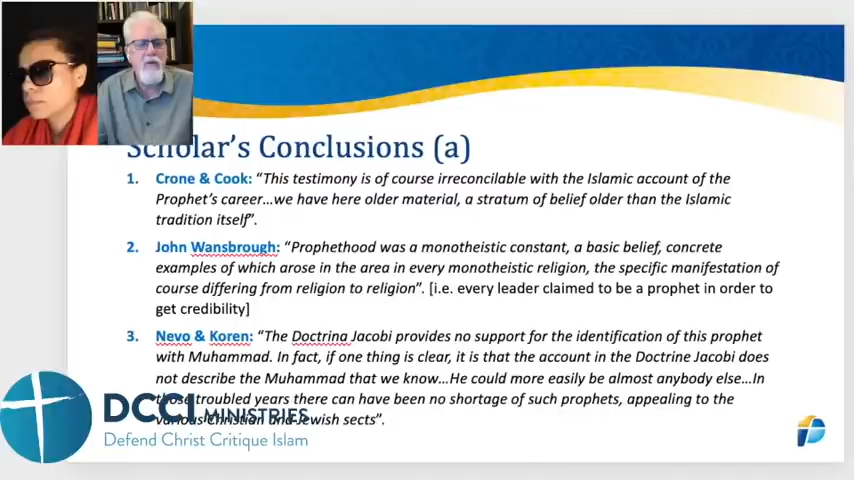 Scholar's Conclusions (a)
1. Crone & Cook: "This testimony is of course irreconcilable with the Islamic account of the
Prophet's career…we have here older material, a stratum of belief older than the Islamic
tradition itself".
2. John Wansbrough: "Prophethood was a monotheistic constant, a basic belief, concrete
examples of which arose in the area in every monotheistic religion, the specific manifestation of
course differing from religion to religion". [i.e. every leader claimed to be a prophet in order to
get credibility]
3. Nevo & Koren: "The Doctrina Jacobi provides no support for the identification of this prophet
with Muhammad. In fact, if one thing is clear, it is that the account in the Doctrine Jacobi does
not describe the Muhammad that we know…He could more easily be almost anybody else…In
those troubled years there can have been no shortage of such prophets, appealing to the
various Christian and Jewish sects".
DCCI MINISTRIES
Defend Christ Critique Islam